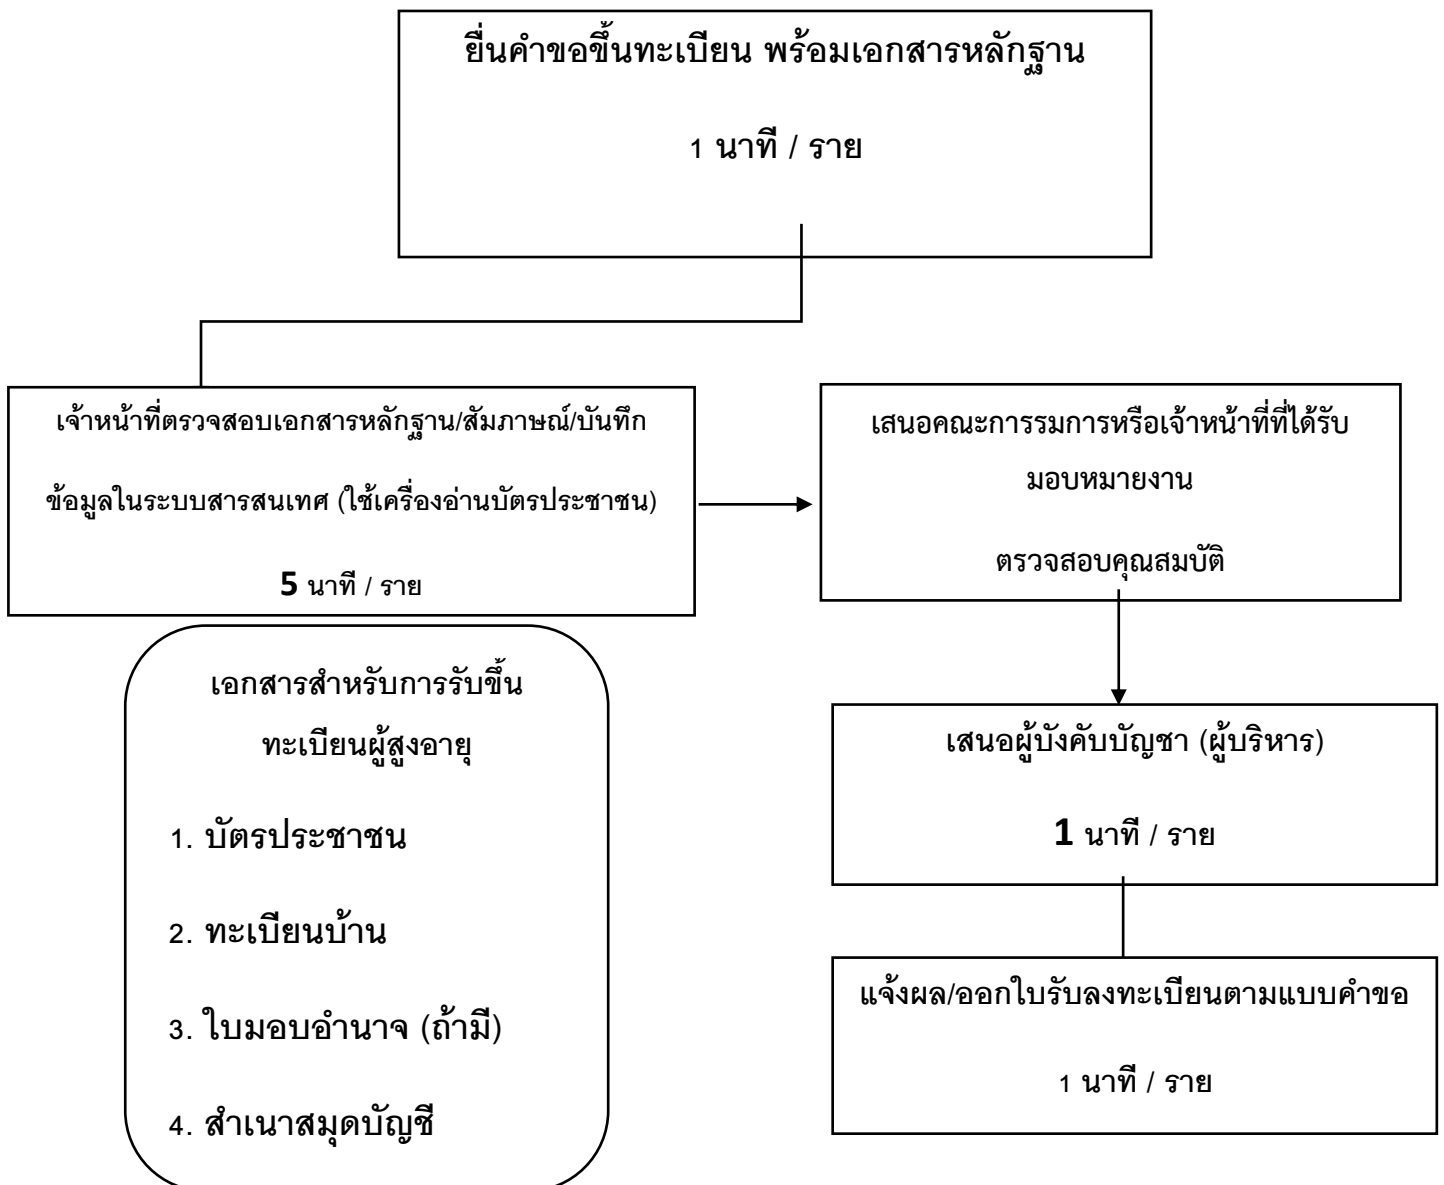 ยื่นคำขอขึ้นทะเบียน พร้อมเอกสารหลักฐาน
1 นาที / ราย
เจ้าหน้าที่ตรวจสอบเอกสารหลักฐาน/สัมภาษณ์/บันทึก
ข้อมูลในระบบสารสนเทศ (ใช้เครื่องอ่านบัตรประชาชน)
5 นาที / ราย
เสนอคณะการรมการหรือเจ้าหน้าที่ที่ได้รับ
มอบหมายงาน
ตรวจสอบคุณสมบัติ
เอกสารสำหรับการรับขึ้น
ทะเบียนผู้สูงอายุ
1. บัตรประชาชน
2. ทะเบียนบ้าน
3. ใบมอบอำนาจ (ถ้ามี)
4. สำเนาสมุดบัญชี
เสนอผู้บังคับบัญชา (ผู้บริหาร)
1 นาที / ราย
แจ้งผล/ออกใบรับลงทะเบียนตามแบบคำขอ
1 นาที / ราย